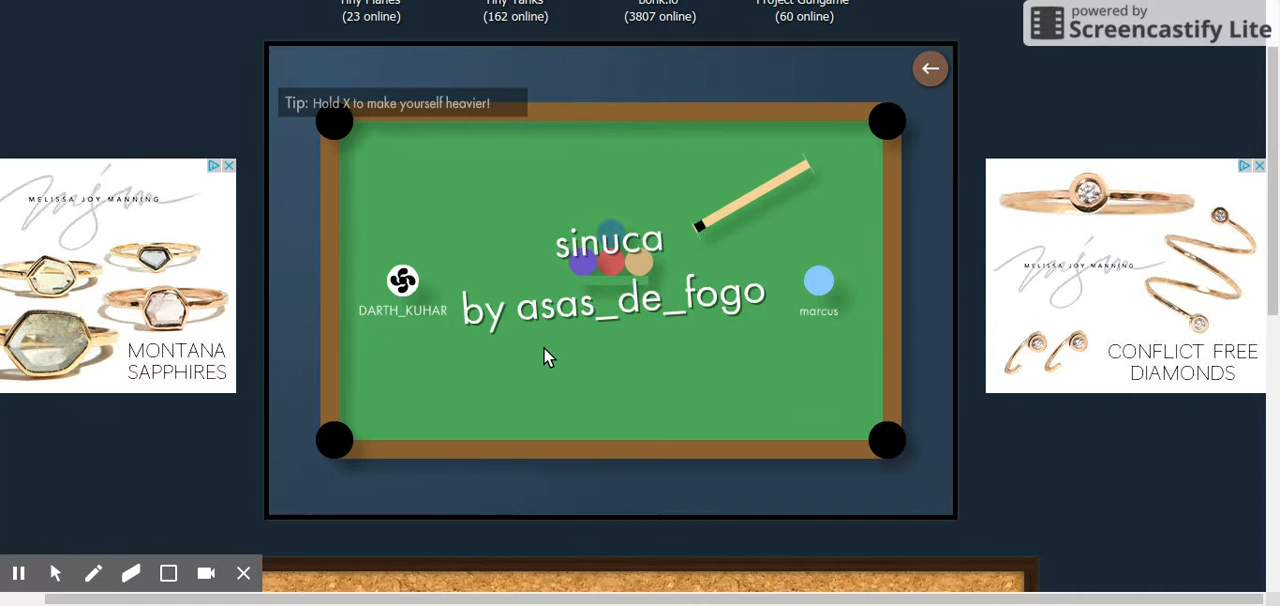 Tiny Planes
Tiny Tanks
Bonk.io
Project Gungame
(23 online)
(162 online)
(3807 online)
(60 online)
powered by
Screencastify Lite
Tip: Hold X to make yourself heavier!
sinuca
by asas_de_fogo
DARTH_KUHAR
marcus
mjm
MELISSA JOY MANNING
MONTANA
SAPPHIRES
mjm
MELISSA JOY MANNING
CONFLICT FREE
DIAMONDS